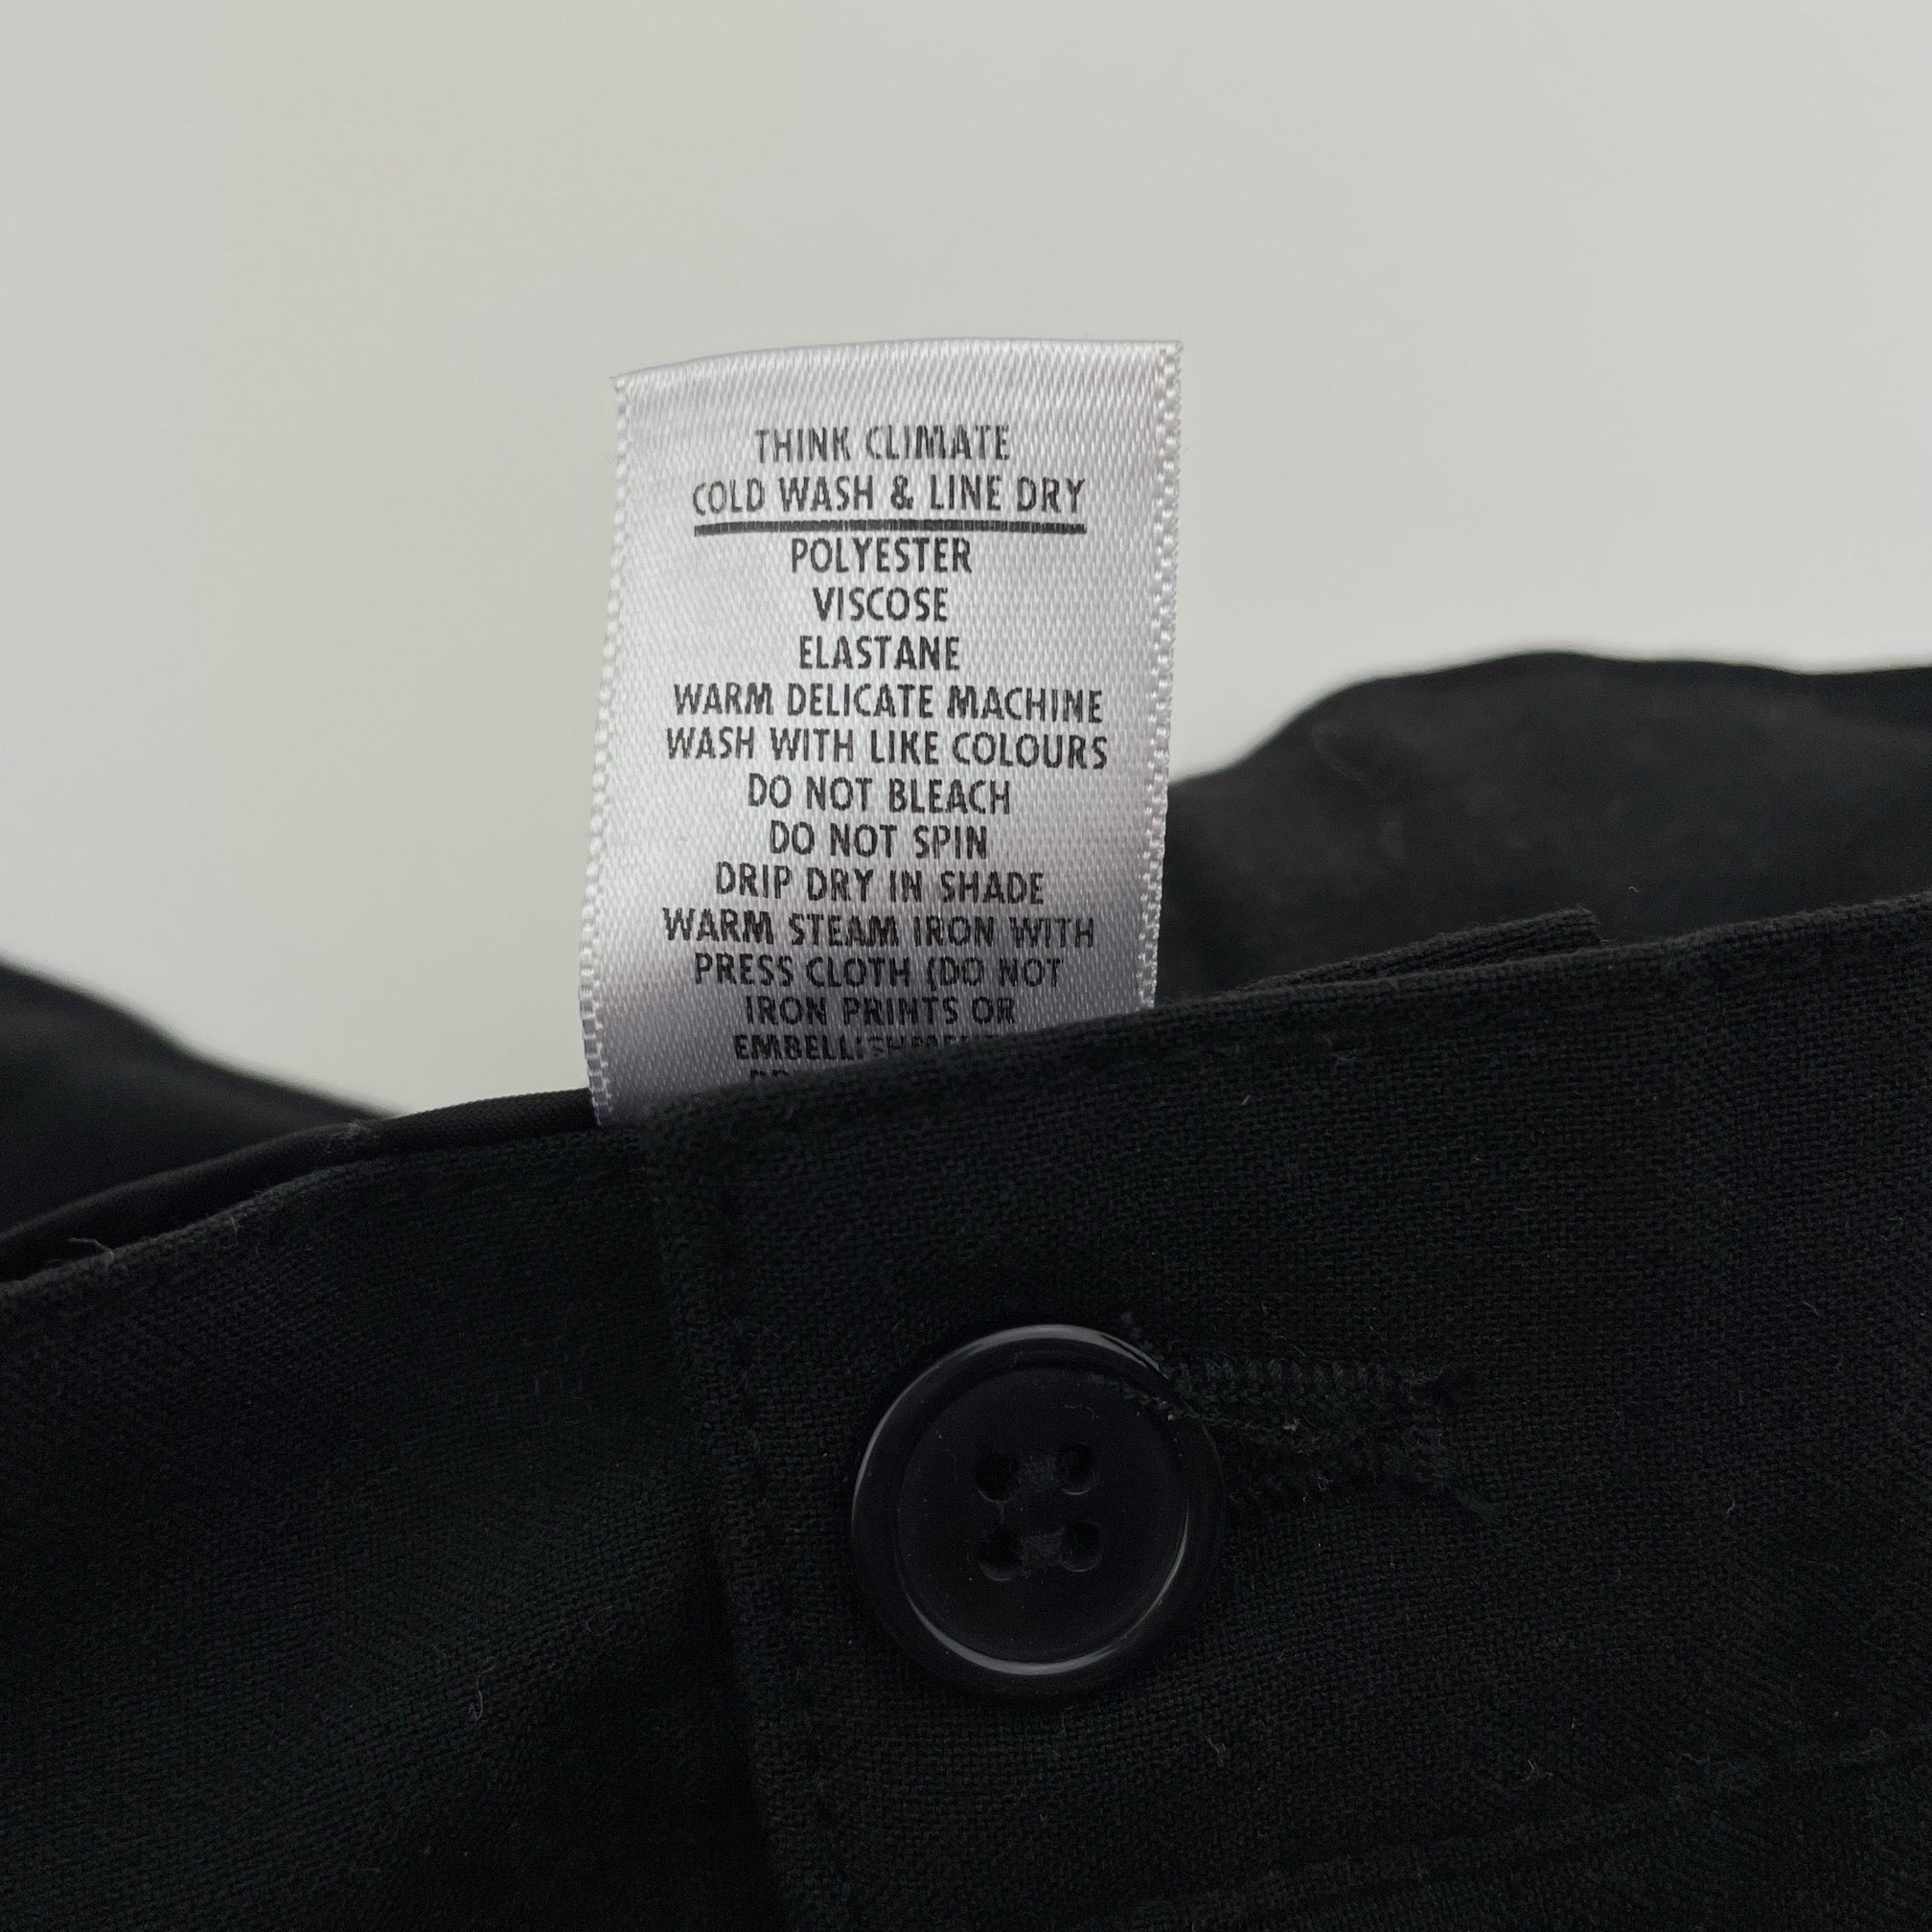 THINK CLIMATE
COLD WASH & LINE DRY
POLYESTER
VISCOSE
ELASTANE
WARM DELICATE MACHINE
WASH WITH LIKE COLOURS
DO NOT BLEACH
DO NOT SPIN
DRIP DRY IN SHADE
WARM STEAM IRON WITH
PRESS CLOTH (DO NOT
IRON PRINTS OR